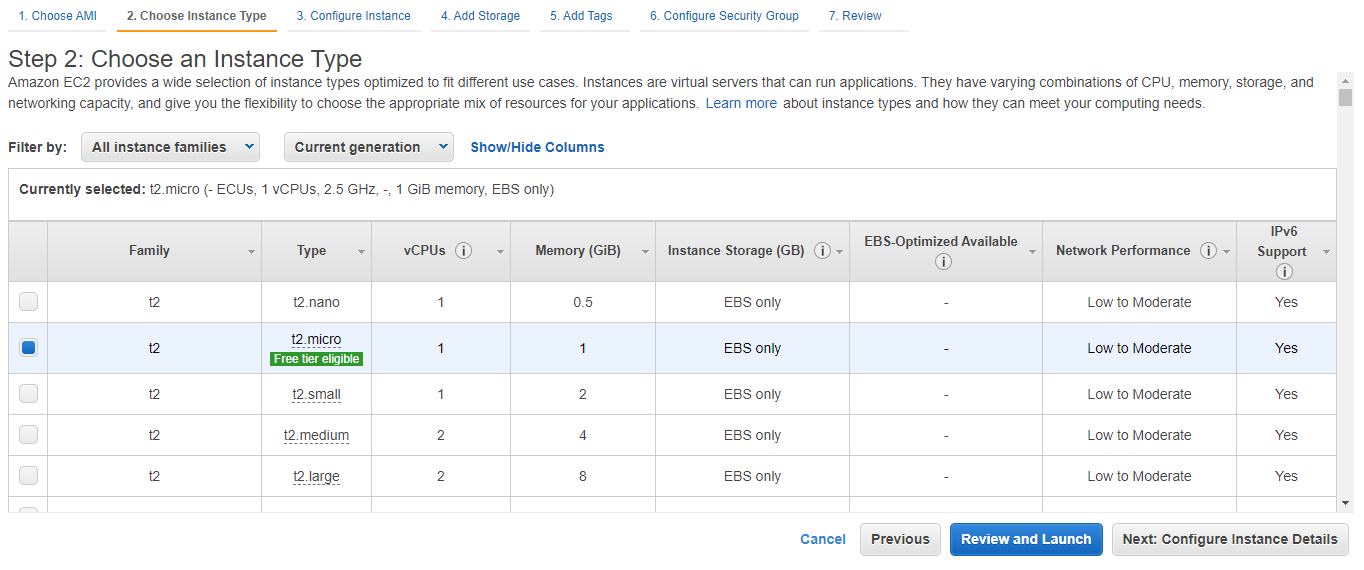 1. Choose AMI 2. Choose Instance Type 3. Configure Instance 4. Add Storage 5. Add Tags 6. Configure Security Group 7. Review
Step 2: Choose an Instance Type
Amazon EC2 provides a wide selection of instance types optimized to fit different use cases. Instances are virtual servers that can run applications. They have varying combinations of CPU, memory, storage, and
networking capacity, and give you the flexibility to choose the appropriate mix of resources for your applications. Learn more about instance types and how they can meet your computing needs.
Filter by: All instance families Current generation Show/Hide Columns
Currently selected: t2.micro (- ECUs, 1 vCPUs, 2.5 GHz, -, 1 GiB memory, EBS only)
Family Type vCPUs i Memory (GiB) Instance Storage (GB) i EBS-Optimized Available i Network Performance i IPv6 Support i
t2 t2.nano 1 0.5 EBS only - Low to Moderate Yes
t2 t2.micro 1 1 EBS only - Low to Moderate Yes
Free tier eligible
t2 t2.small 1 2 EBS only - Low to Moderate Yes
t2 t2.medium 2 4 EBS only - Low to Moderate Yes
t2 t2.large 2 8 EBS only - Low to Moderate Yes
Cancel Previous Review and Launch Next: Configure Instance Details